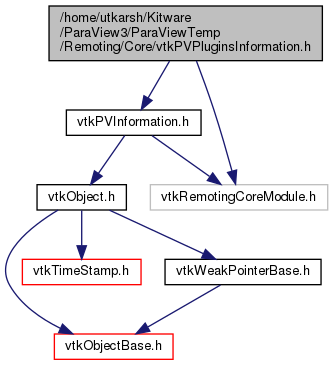 /home/utkarsh/Kitware
/ParaView3/ParaViewTemp
/Remoting/Core/vtkPVPluginsInformation.h
vtkPVInformation.h
vtkObject.h
vtkRemotingCoreModule.h
vtkTimeStamp.h
vtkWeakPointerBase.h
vtkObjectBase.h